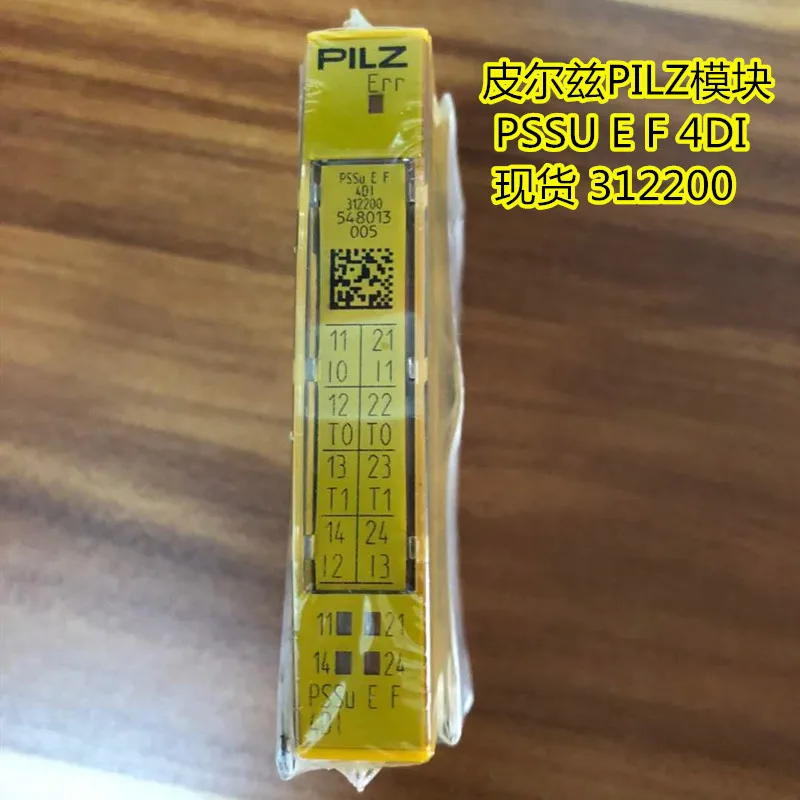 PILZ
Err
皮尔兹PILZ模块
PSSU E F 4DI
现货 312200
PSSu E F
4DI
312200
548013
005
11 21
I0 I1
12 22
T0 T0
13 23
T1 T1
14 24
I2 I3
11 21
14 24
PSSu E F
4DI